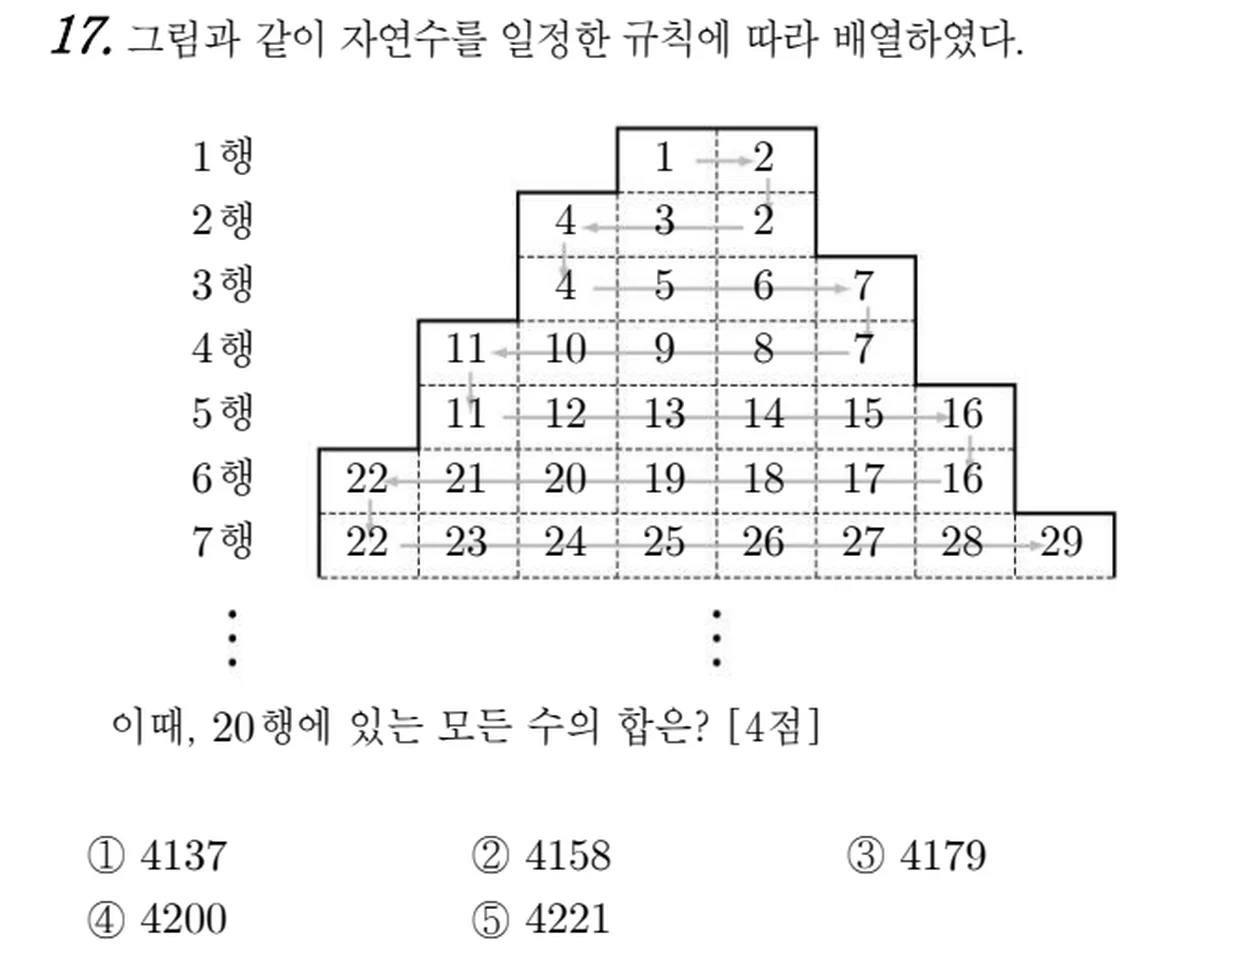 17. 그림과 같이 자연수를 일정한 규칙에 따라 배열하였다.
1행 1 2
2행 4 3 2
3행 4 5 6 7
4행 11 10 9 8 7
5행 11 12 13 14 15 16
6행 22 21 20 19 18 17 16
7행 22 23 24 25 26 27 28 29
이때, 20행에 있는 모든 수의 합은? [4점]
① 4137 ② 4158 ③ 4179
④ 4200 ⑤ 4221